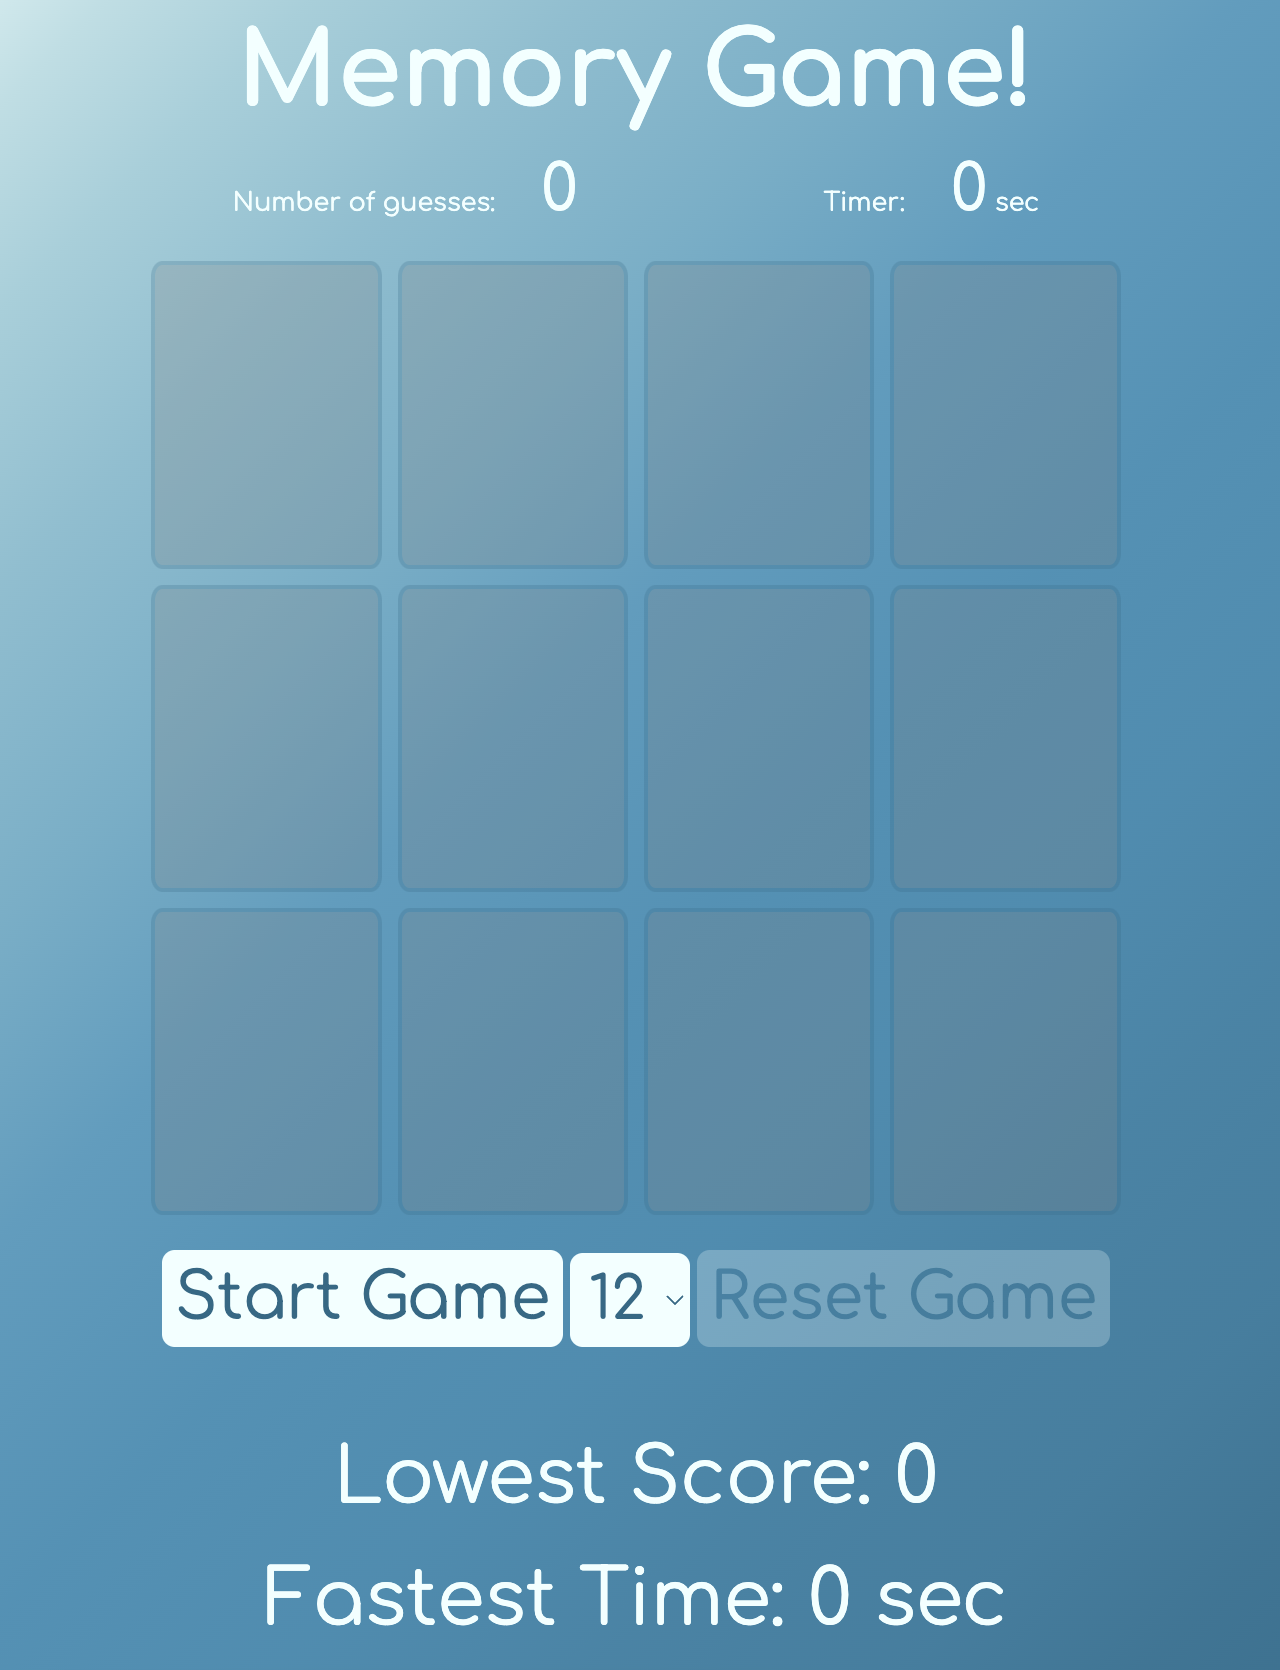 Memory Game!
Number of guesses: 0 Timer: 0 sec
Start Game 12 Reset Game
Lowest Score: 0
Fastest Time: 0 sec